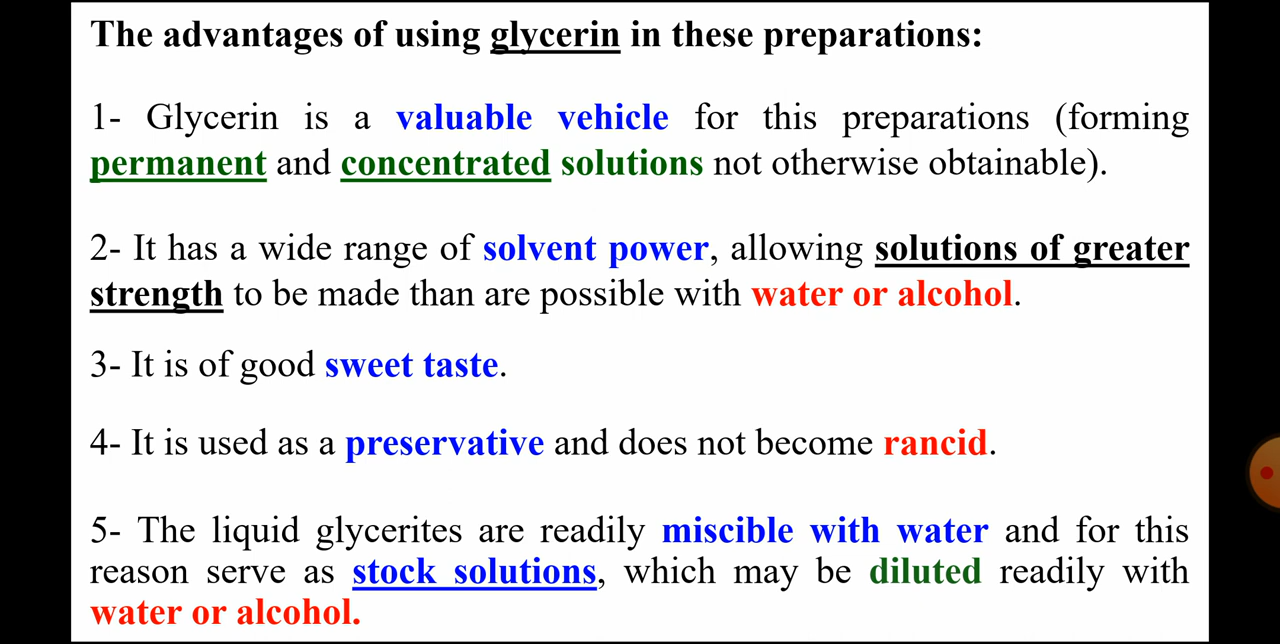 The advantages of using glycerin in these preparations:
1- Glycerin is a valuable vehicle for this preparations (forming
permanent and concentrated solutions not otherwise obtainable).
2- It has a wide range of solvent power, allowing solutions of greater
strength to be made than are possible with water or alcohol.
3- It is of good sweet taste.
4- It is used as a preservative and does not become rancid.
5- The liquid glycerites are readily miscible with water and for this
reason serve as stock solutions, which may be diluted readily with
water or alcohol.